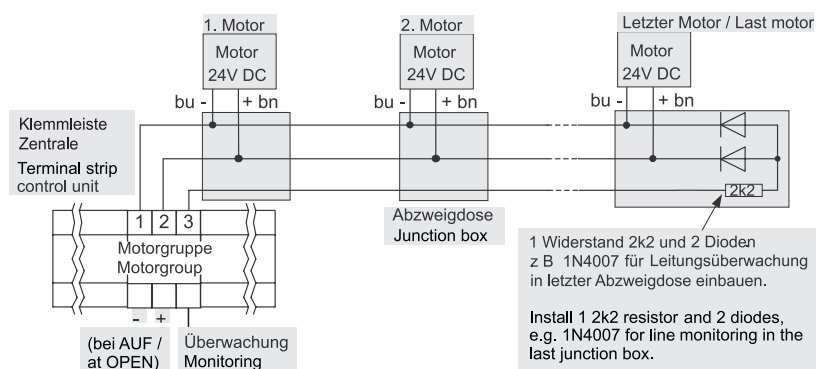 1. Motor
2. Motor
Letzter Motor / Last motor
Motor
24V DC
Motor
24V DC
Motor
24V DC
bu -
+ bn
bu -
+ bn
bu -
+ bn
Klemmleiste
Zentrale
Terminal strip
control unit
2k2
1 2 3
Motorgruppe
Motorgroup
Abzweigdose
Junction box
1 Widerstand 2k2 und 2 Dioden
z B 1N4007 für Leitungsüberwachung
in letzter Abzweigdose einbauen.
Install 1 2k2 resistor and 2 diodes,
e.g. 1N4007 for line monitoring in the
last junction box.
- +
(bei AUF /
at OPEN)
Überwachung
Monitoring